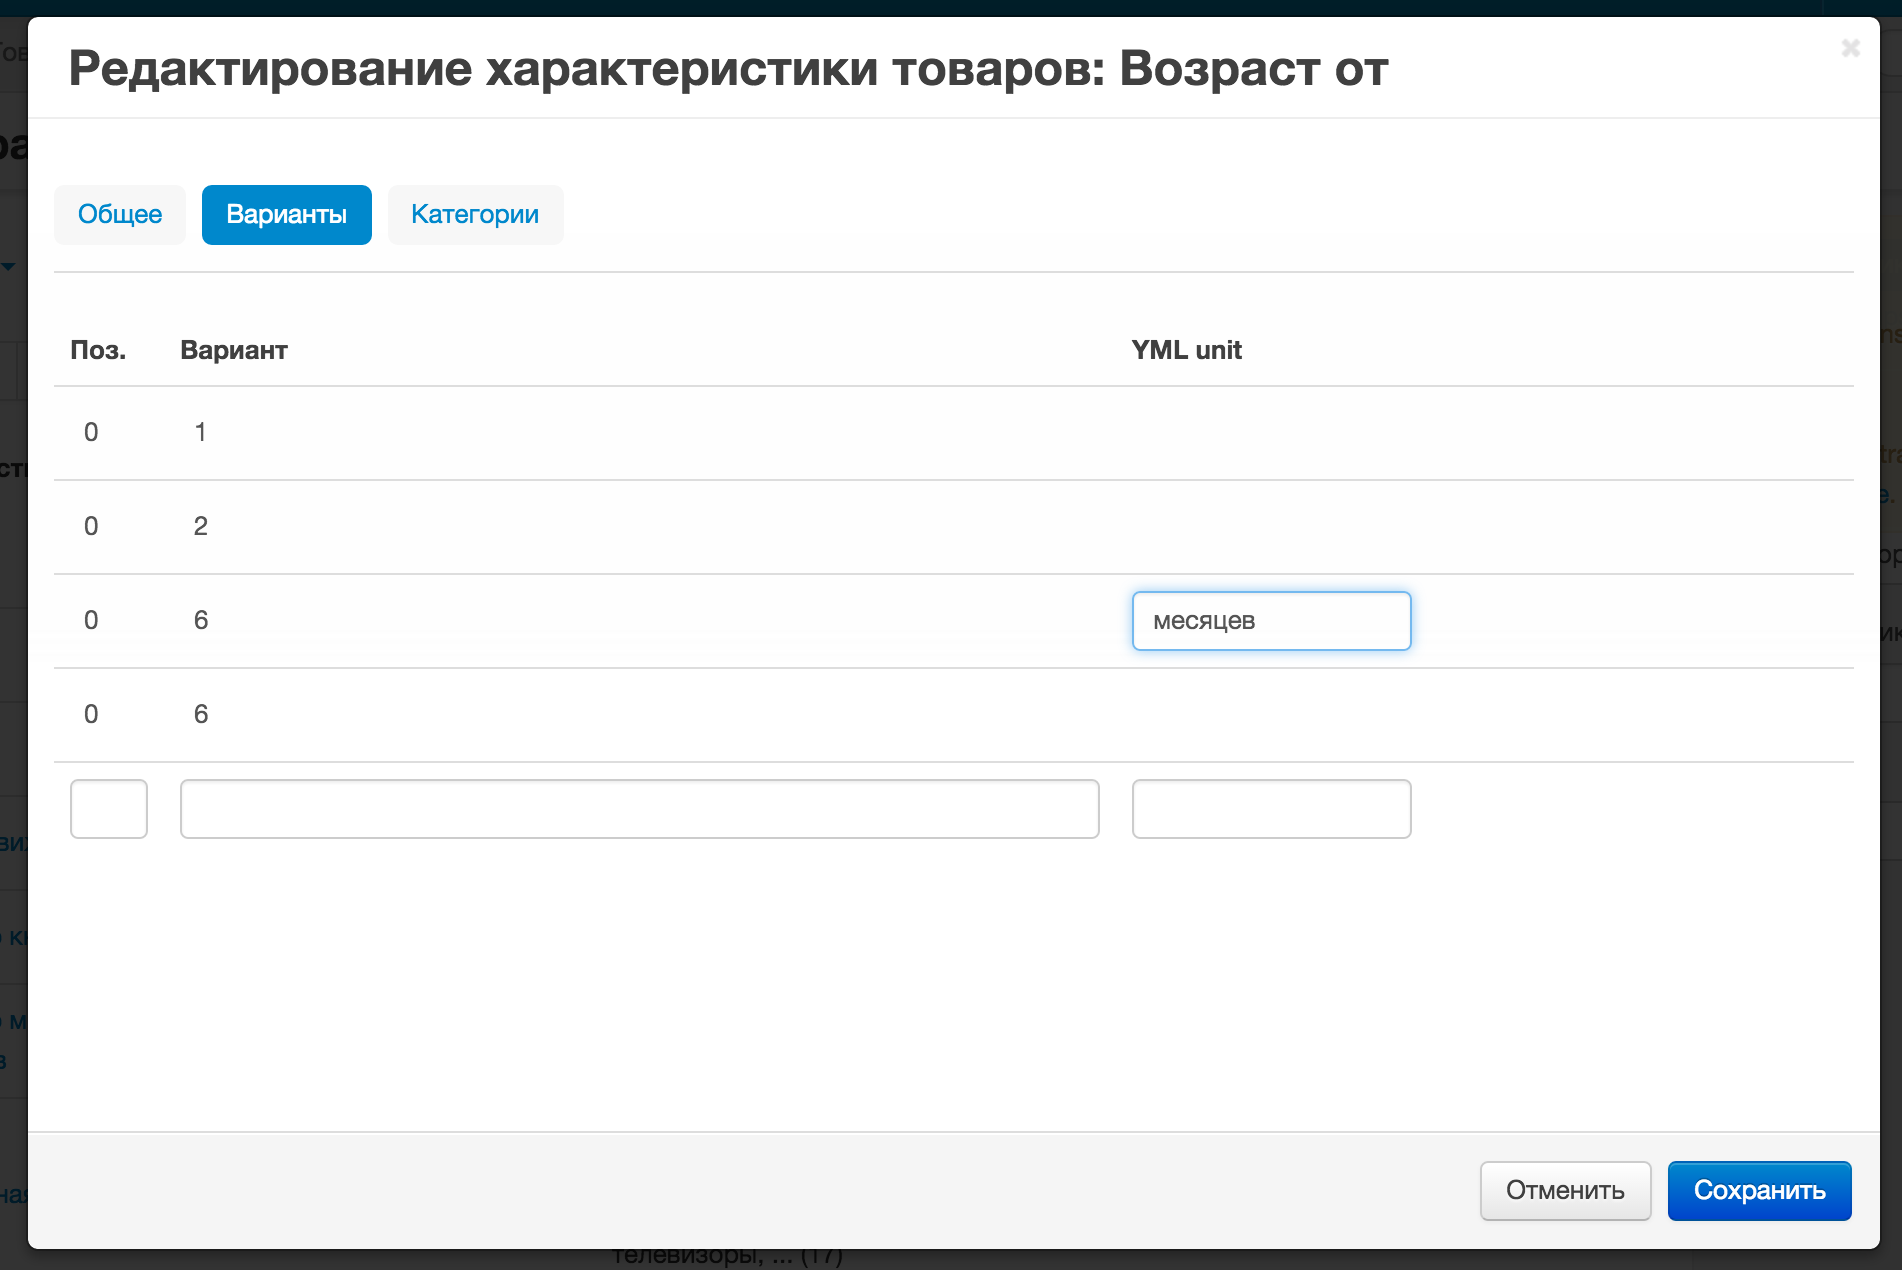 Редактирование характеристики товаров: Возраст от
Общее Варианты Категории
Поз. Вариант YML unit
0 1
0 2
0 6 месяцев
0 6
Отменить Сохранить
телевизоры, ... (17)